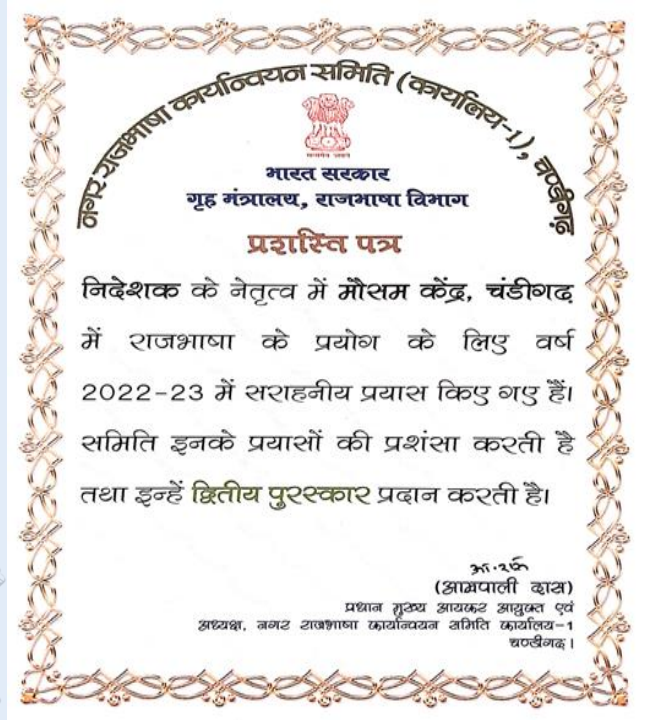 नगर राजभाषा कार्यान्वयन समिति (कार्यालय-1), चण्डीगढ़
सत्यमेव जयते
भारत सरकार
गृह मंत्रालय, राजभाषा विभाग
प्रशस्ति पत्र
निदेशक के नेतृत्व में मौसम केंद्र, चंडीगढ़
में राजभाषा के प्रयोग के लिए वर्ष
2022-23 में सराहनीय प्रयास किए गए हैं।
समिति इनके प्रयासों की प्रशंसा करती है
तथा इन्हें द्वितीय पुरस्कार प्रदान करती है।
(आम्रपाली दास)
प्रधान मुख्य आयकर आयुक्त एवं
अध्यक्ष, नगर राजभाषा कार्यान्वयन समिति कार्यालय-1
चण्डीगढ़।